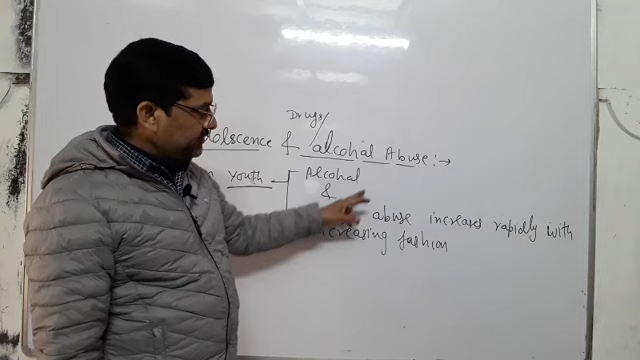 Drugs/
olscence & alcohal Abuse:→
Youth Alcohal
&
abuse increases rapidly with
creasing fashion